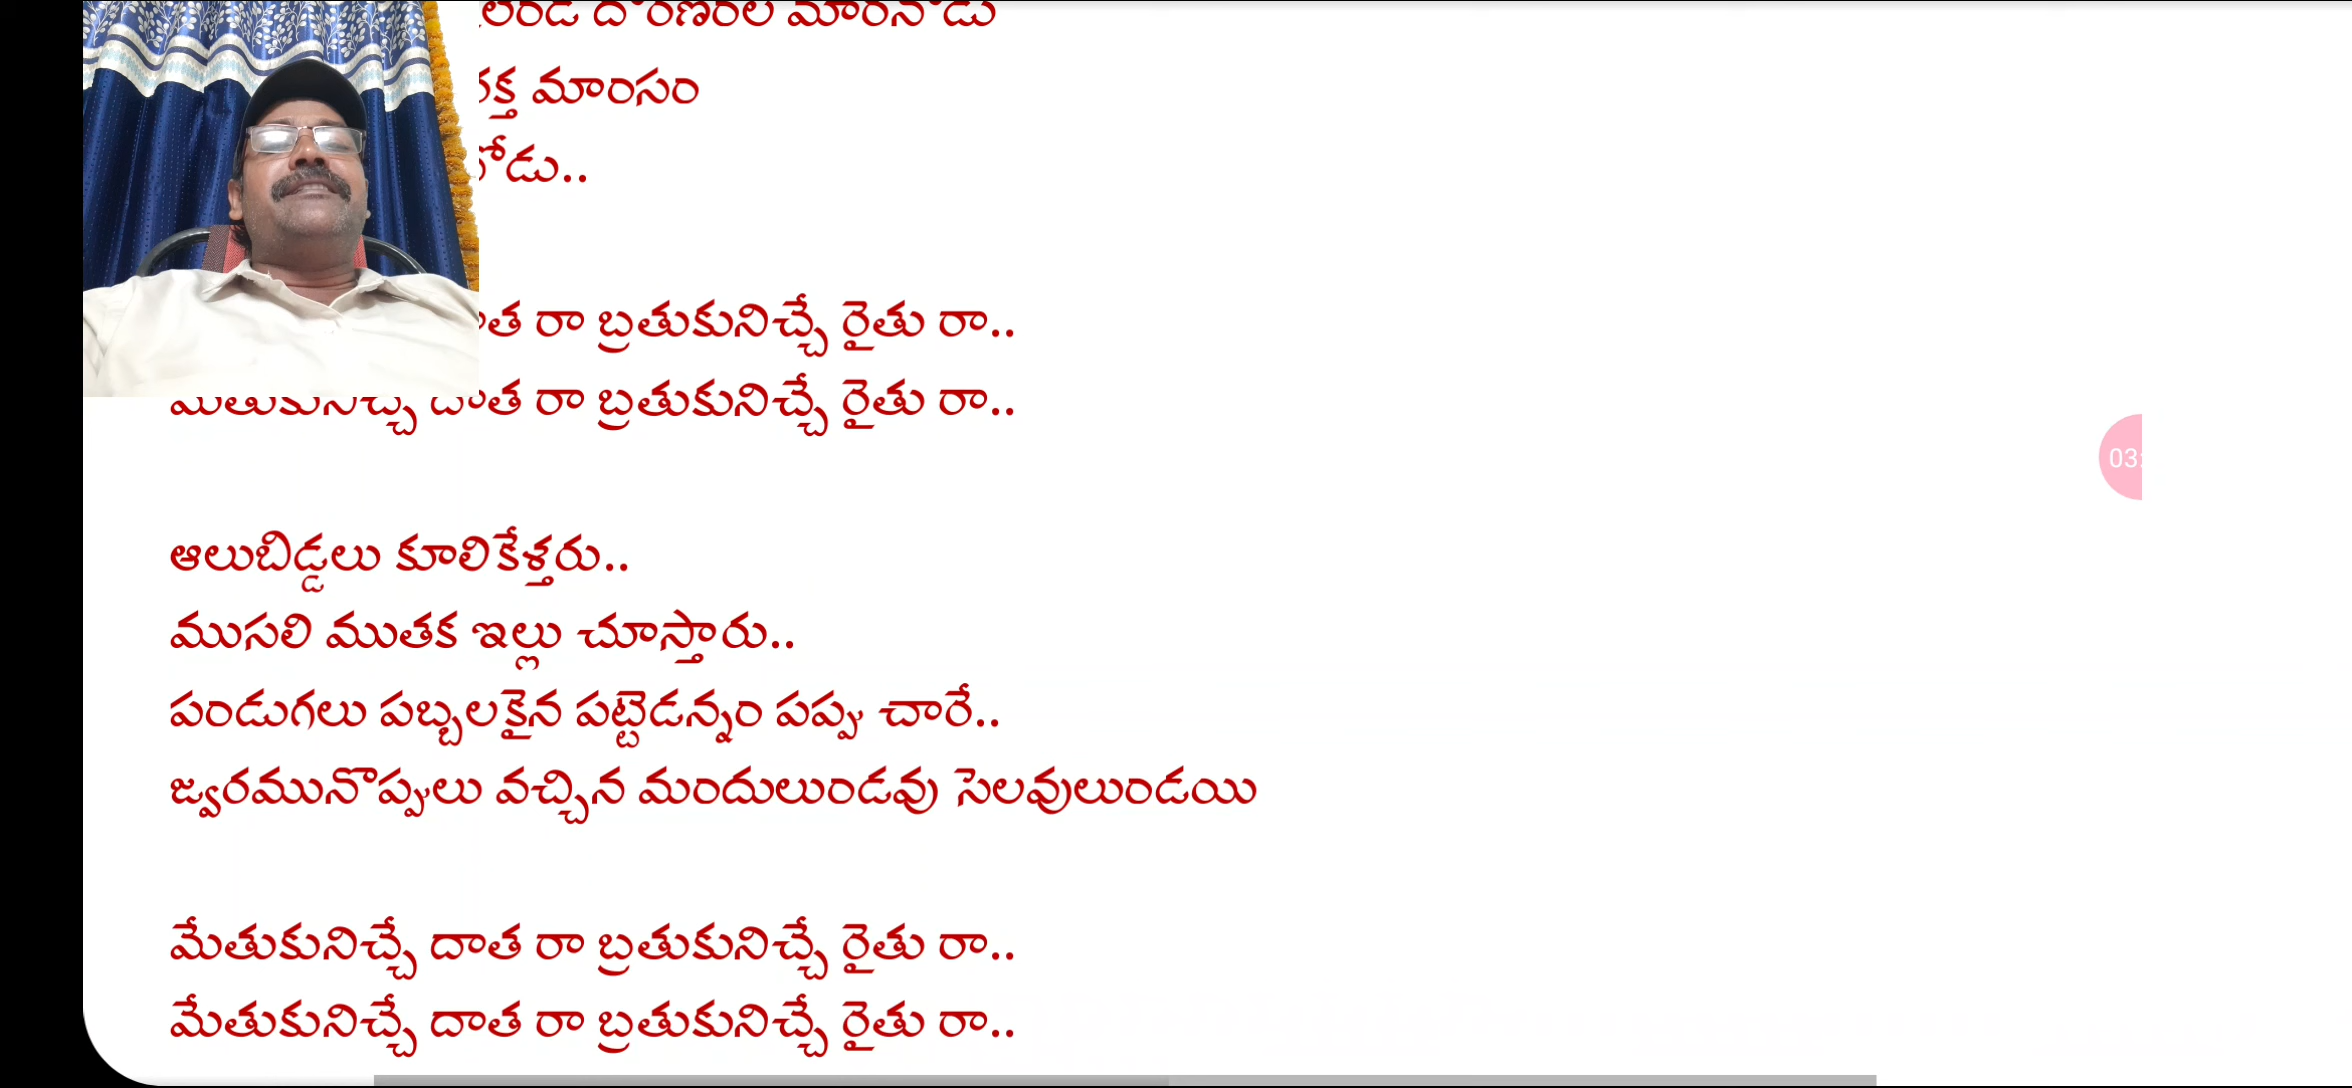 మాంసం
రా బ్రతుకునిచ్చే రైతు రా..
మేతుకునిచ్చే దాత రా బ్రతుకునిచ్చే రైతు రా..
03:
ఆలుబిడ్డలు కూలికేళ్తరు..
ముసలి ముతక ఇల్లు చూస్తారు..
పండుగలు పబ్బలకైన పట్టెడన్నం పప్పు చారే..
జ్వరమునొప్పులు వచ్చిన మందులుండవు సెలవులుండయి
మేతుకునిచ్చే దాత రా బ్రతుకునిచ్చే రైతు రా..
మేతుకునిచ్చే దాత రా బ్రతుకునిచ్చే రైతు రా..